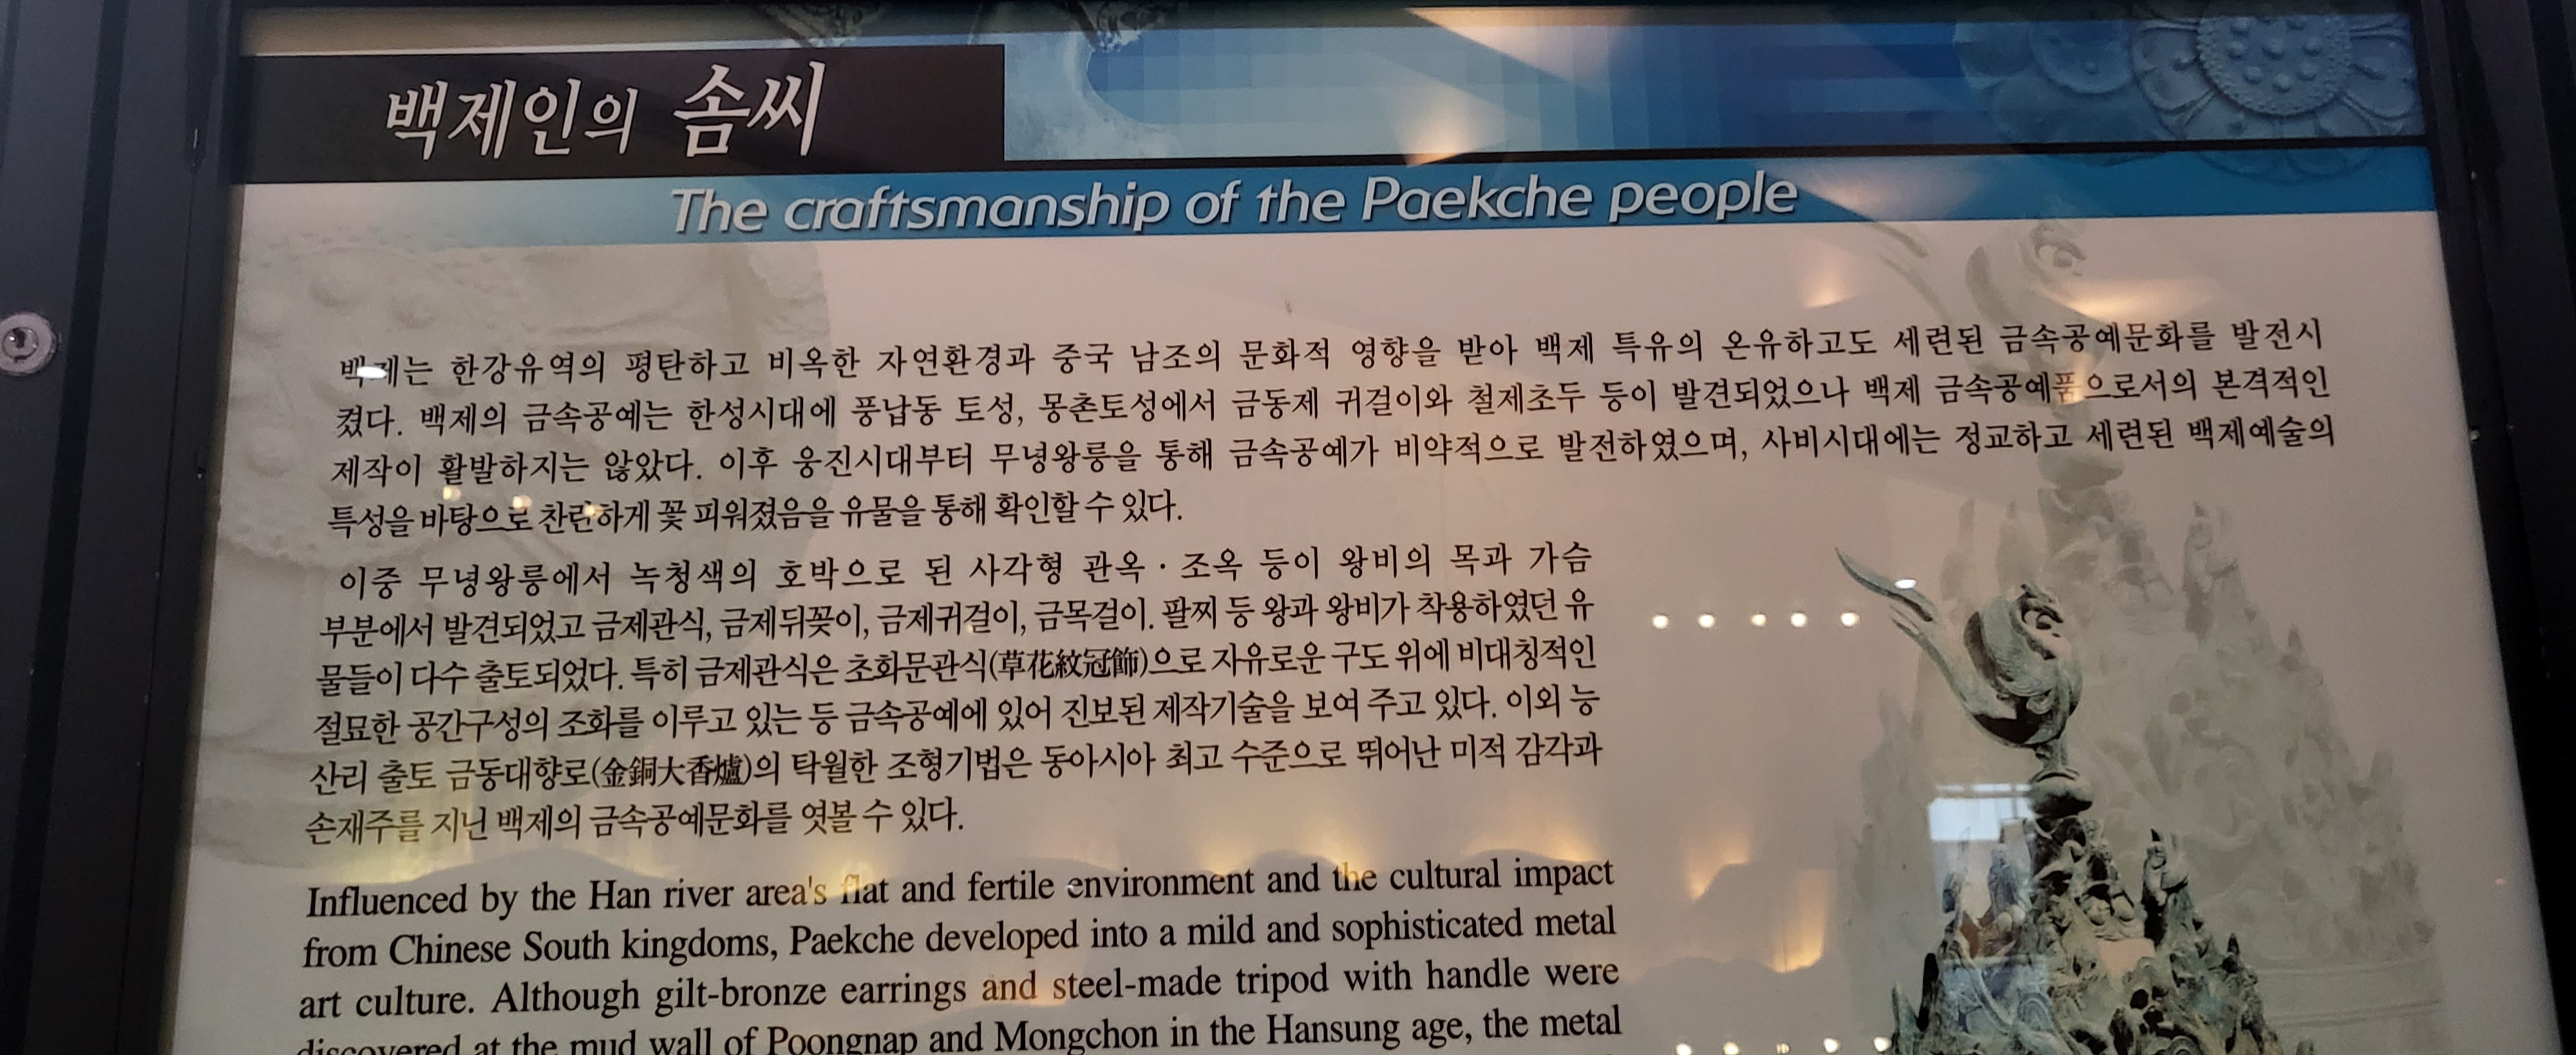 백제인의 솜씨
The craftsmanship of the Paekche people
백제는 한강유역의 평탄하고 비옥한 자연환경과 중국 남조의 문화적 영향을 받아 백제 특유의 온유하고도 세련된 금속공예문화를 발전시
켰다. 백제의 금속공예는 한성시대에 풍납동 토성, 몽촌토성에서 금동제 귀걸이와 철제초두 등이 발견되었으나 백제 금속공예품으로서의 본격적인
제작이 활발하지는 않았다. 이후 웅진시대부터 무녕왕릉을 통해 금속공예가 비약적으로 발전하였으며, 사비시대에는 정교하고 세련된 백제예술의
특성을 바탕으로 찬란하게 꽃 피워졌음을 유물을 통해 확인할 수 있다.
이중 무녕왕릉에서 녹청색의 호박으로 된 사각형 관옥 · 조옥 등이 왕비의 목과 가슴
부분에서 발견되었고 금제관식, 금제뒤꽂이, 금제귀걸이, 금목걸이. 팔찌 등 왕과 왕비가 착용하였던 유
물들이 다수 출토되었다. 특히 금제관식은 초화문관식(草花紋冠飾)으로 자유로운 구도 위에 비대칭적인
절묘한 공간구성의 조화를 이루고 있는 등 금속공예에 있어 진보된 제작기술을 보여 주고 있다. 이외 능
산리 출토 금동대향로(金銅大香爐)의 탁월한 조형기법은 동아시아 최고 수준으로 뛰어난 미적 감각과
손재주를 지닌 백제의 금속공예문화를 엿볼 수 있다.
Influenced by the Han river area's flat and fertile environment and the cultural impact
from Chinese South kingdoms, Paekche developed into a mild and sophisticated metal
art culture. Although gilt-bronze earrings and steel-made tripod with handle were
discovered at the mud wall of Poongnap and Mongchon in the Hansung age, the metal